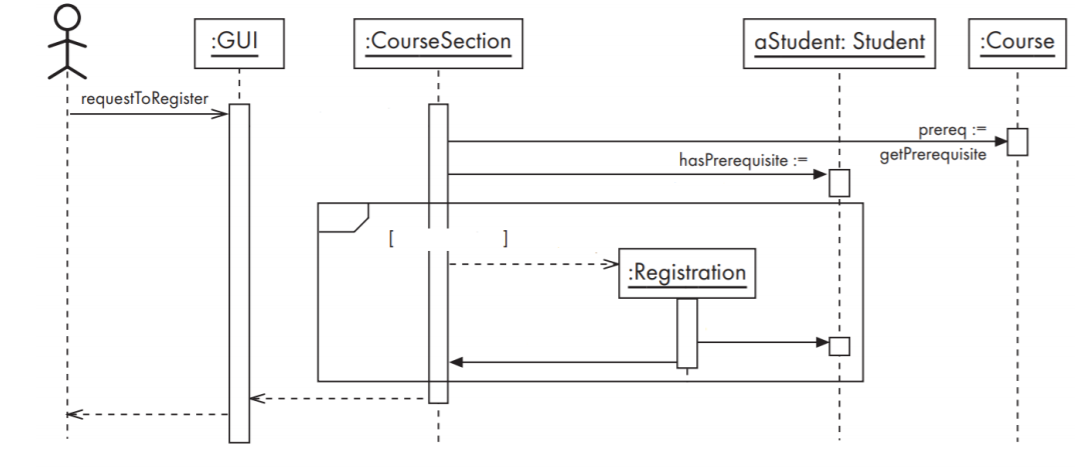 :GUI
:CourseSection
aStudent: Student
:Course
requestToRegister
prereq :=
getPrerequisite
hasPrerequisite :=
[ ]
:Registration